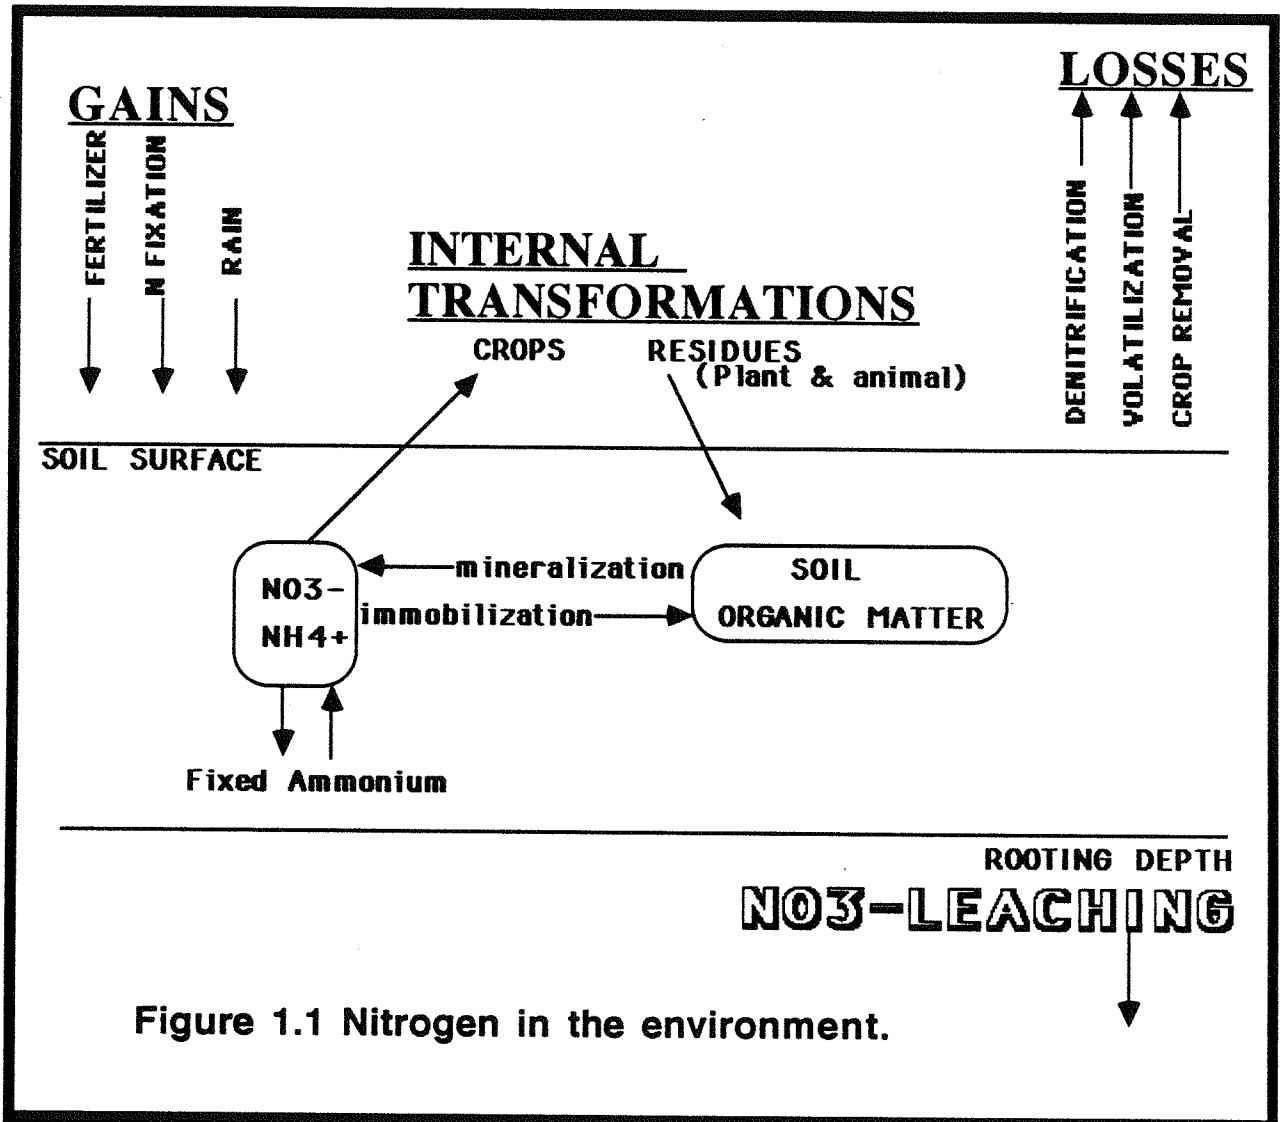 GAINS
FERTILIZER
N FIXATION
RAIN
LOSSES
DENITRIFICATION
VOLATILIZATION
CROP REMOVAL
INTERNAL
TRANSFORMATIONS
CROPS
RESIDUES
(Plant & animal)
SOIL SURFACE
NO3-
NH4+
mineralization
immobilization
SOIL
ORGANIC MATTER
Fixed Ammonium
ROOTING DEPTH
NO3-LEACHING
Figure 1.1 Nitrogen in the environment.